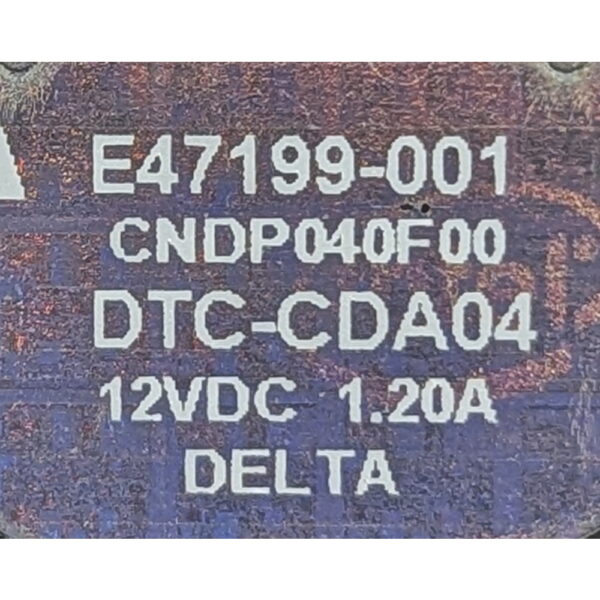 E47199-001
CNDP040F00
DTC-CDA04
12VDC 1.20A
DELTA